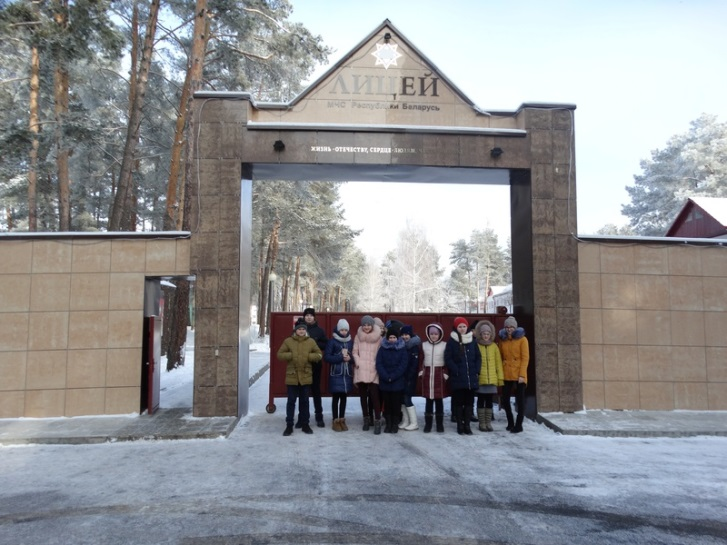 ЛИЦЕЙ
МЧС Республики Беларусь
ЖИЗНЬ -ОТЕЧЕСТВУ, СЕРДЦЕ -ЛЮДЯМ.